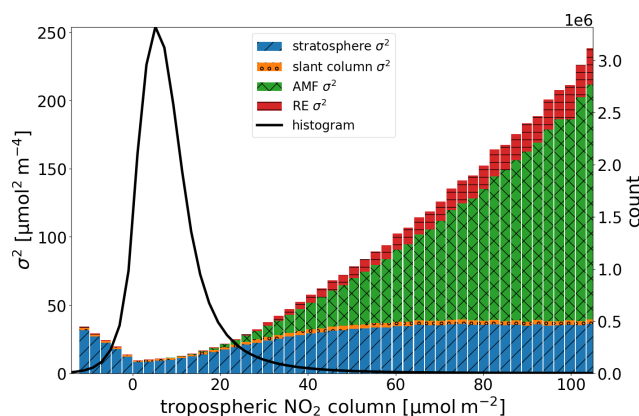 1e6
250
200
150
100
50
0
σ² [µmol² m⁻⁴]
stratosphere σ²
slant column σ²
AMF σ²
RE σ²
histogram
3.0
2.5
2.0
1.5
1.0
0.5
0.0
count
0 20 40 60 80 100
tropospheric NO₂ column [µmol m⁻²]